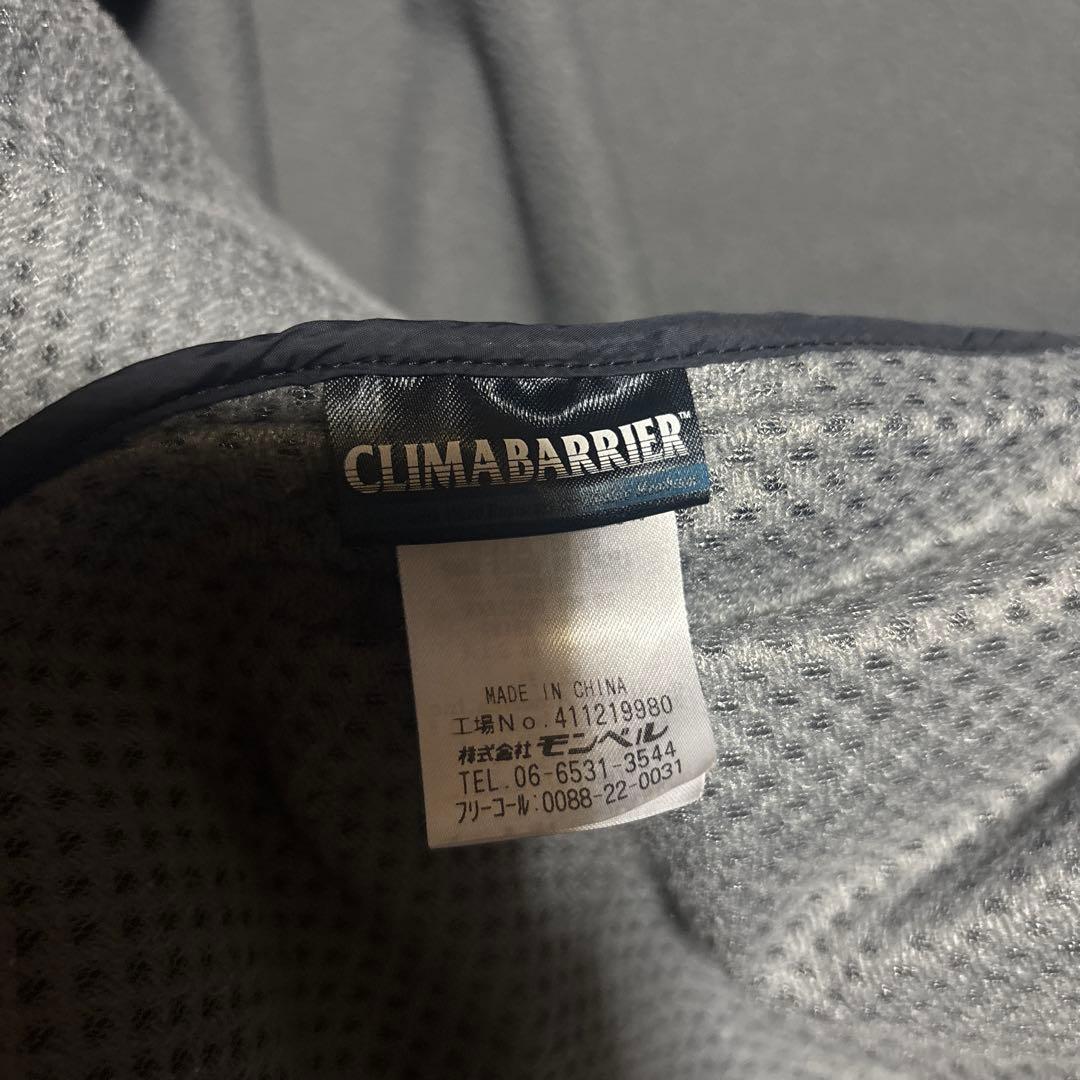 CLIMABARRIER™
MADE IN CHINA
工場No.411219980
株式会社モンベル
TEL.06-6531-3544
フリーコール:0088-22-0031